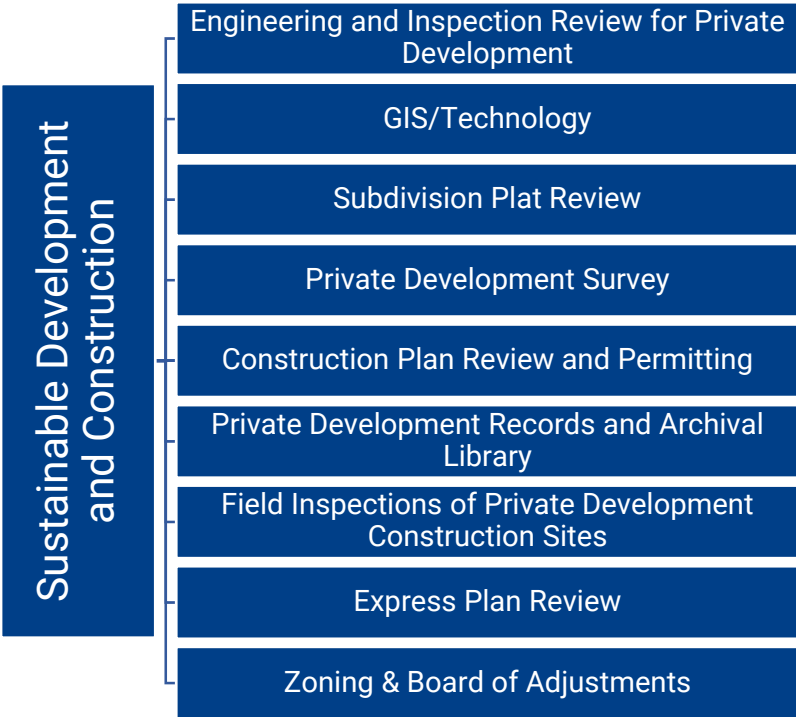 Sustainable Development
and Construction
Engineering and Inspection Review for Private
Development
GIS/Technology
Subdivision Plat Review
Private Development Survey
Construction Plan Review and Permitting
Private Development Records and Archival
Library
Field Inspections of Private Development
Construction Sites
Express Plan Review
Zoning & Board of Adjustments